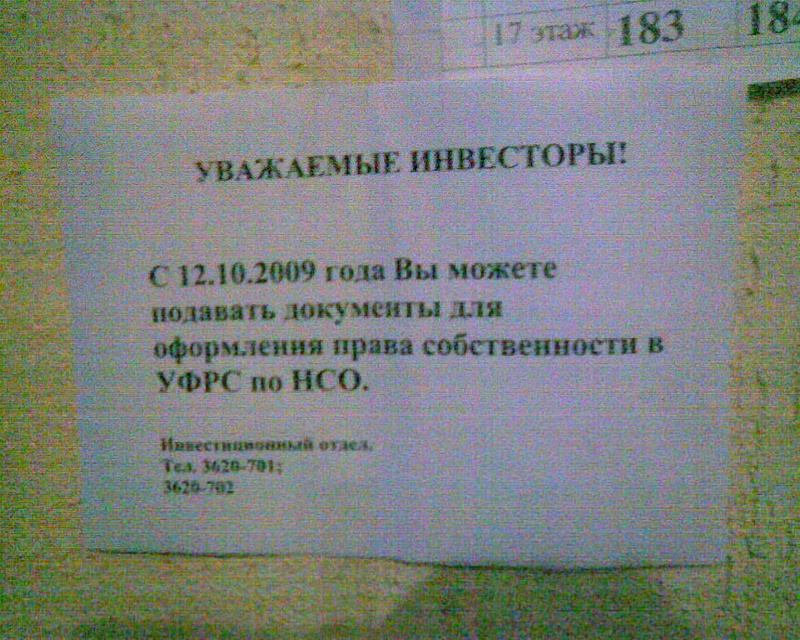 17 этаж 183 184
УВАЖАЕМЫЕ ИНВЕСТОРЫ!
С 12.10.2009 года Вы можете
подавать документы для
оформления права собственности в
УФРС по НСО.
Инвестиционный отдел.
Тел. 3620-701;
3620-702